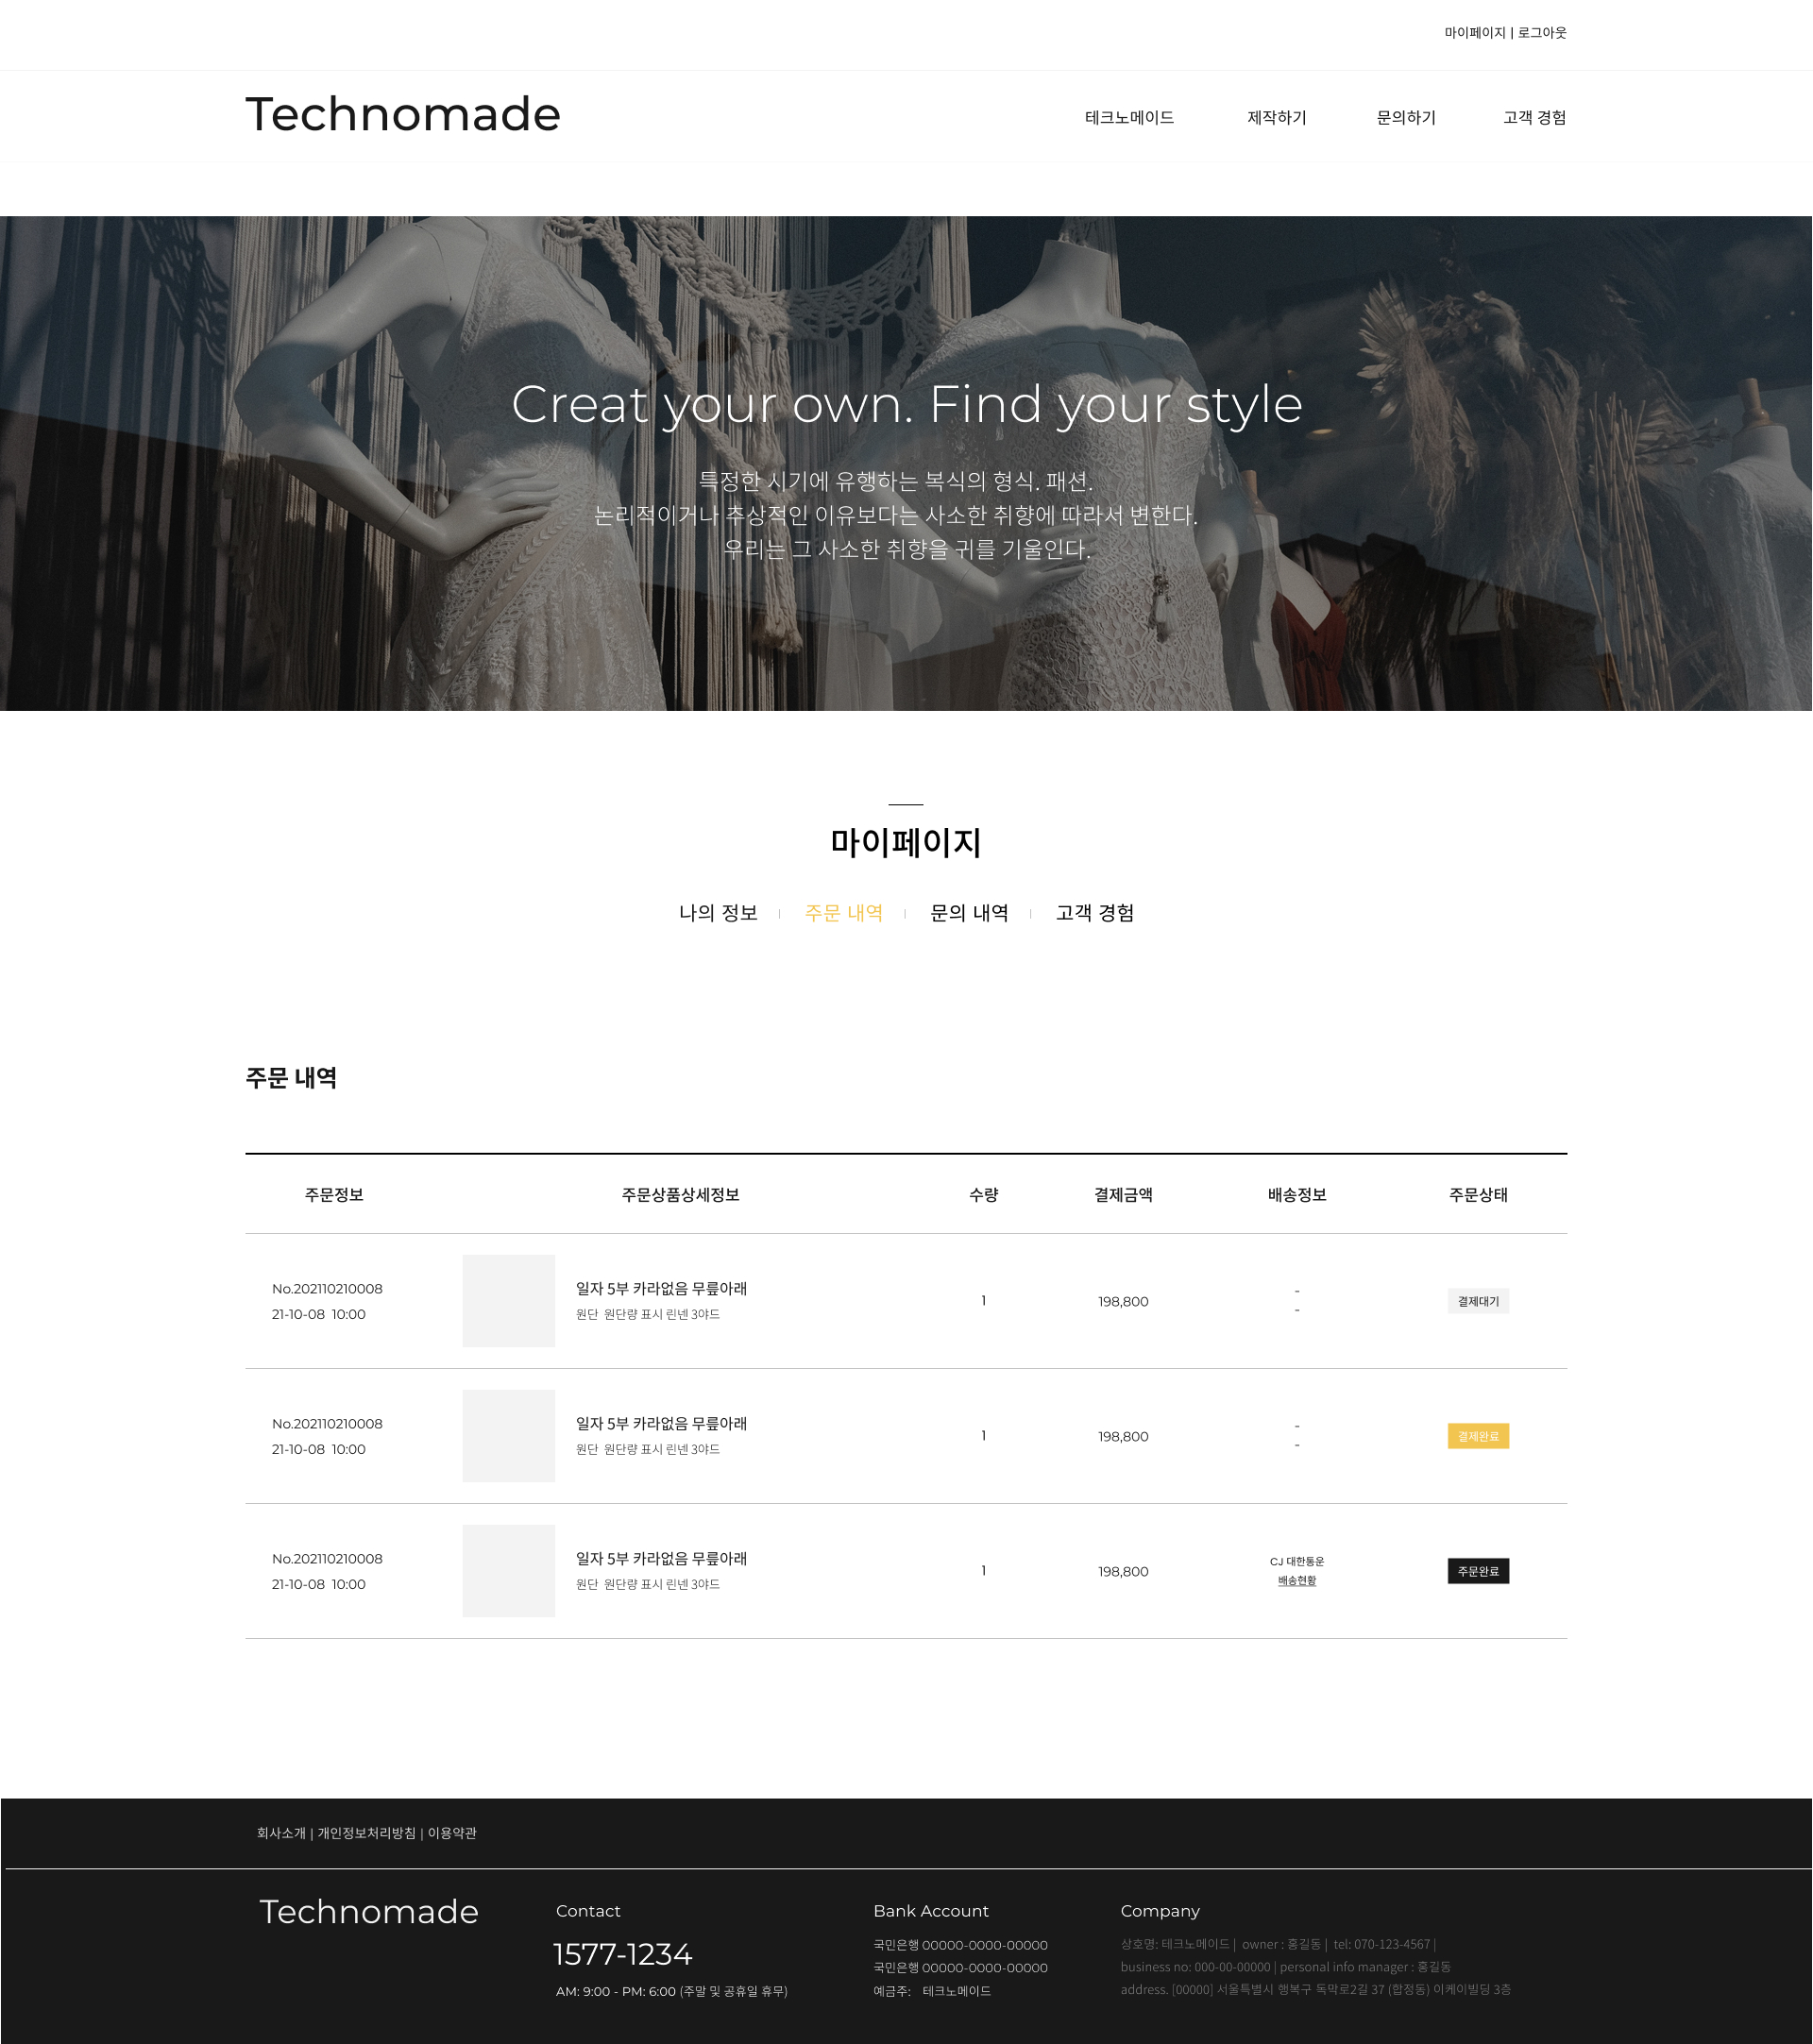 마이페이지 | 로그아웃
Technomade
테크노메이드 제작하기 문의하기 고객 경험
Creat your own. Find your style
특정한 시기에 유행하는 복식의 형식. 패션.
논리적이거나 추상적인 이유보다는 사소한 취향에 따라서 변한다.
우리는 그 사소한 취향을 귀를 기울인다.
마이페이지
나의 정보 | 주문 내역 | 문의 내역 | 고객 경험
주문 내역
주문정보 주문상품상세정보 수량 결제금액 배송정보 주문상태
No.202110210008
21-10-08 10:00
일자 5부 카라없음 무릎아래
원단 원단량 표시 린넨 3야드
1
198,800
-
-
결제대기
No.202110210008
21-10-08 10:00
일자 5부 카라없음 무릎아래
원단 원단량 표시 린넨 3야드
1
198,800
-
-
결제완료
No.202110210008
21-10-08 10:00
일자 5부 카라없음 무릎아래
원단 원단량 표시 린넨 3야드
1
198,800
CJ 대한통운
배송현황
주문완료
회사소개 | 개인정보처리방침 | 이용약관
Technomade
Contact
1577-1234
AM: 9:00 - PM: 6:00 (주말 및 공휴일 휴무)
Bank Account
국민은행 00000-0000-00000
국민은행 00000-0000-00000
예금주: 테크노메이드
Company
상호명: 테크노메이드 | owner : 홍길동 | tel: 070-123-4567 |
business no: 000-00-00000 | personal info manager : 홍길동
address. [00000] 서울특별시 행복구 독막로2길 37 (합정동) 이케이빌딩 3층